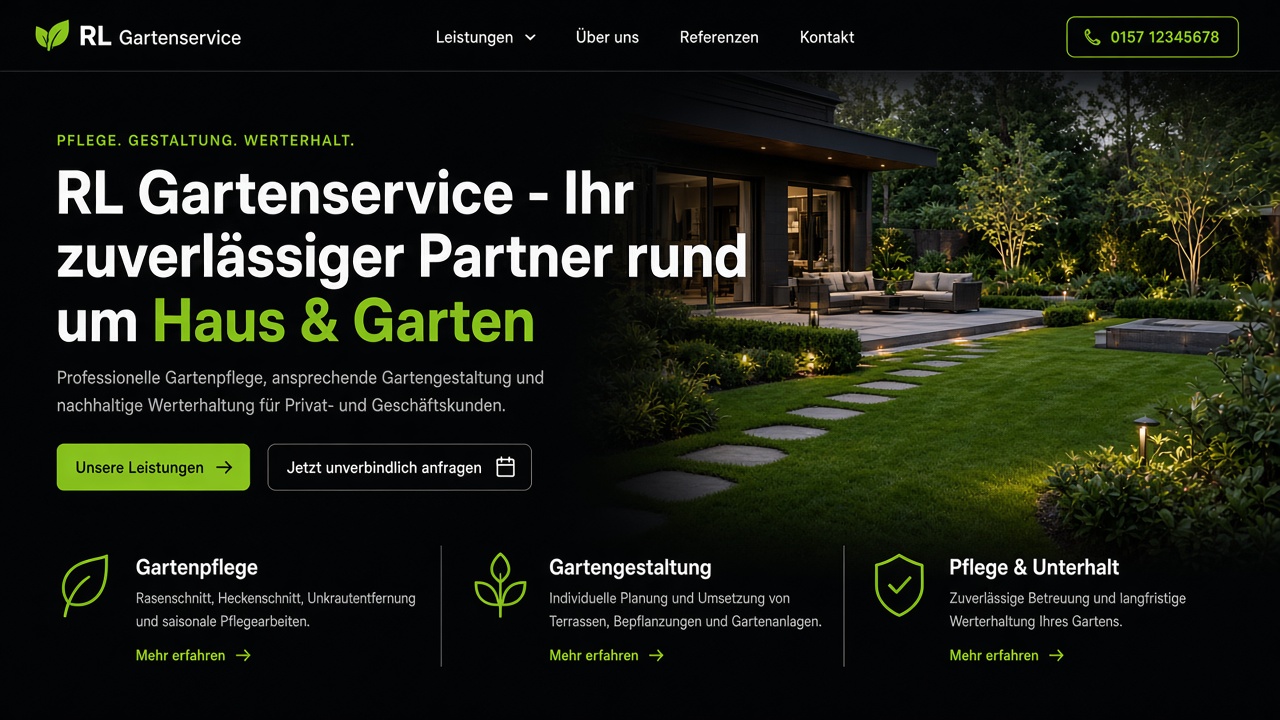 RL Gartenservice
Leistungen
Über uns
Referenzen
Kontakt
0157 12345678
PFLEGE. GESTALTUNG. WERTERHALT.
RL Gartenservice - Ihr
zuverlässiger Partner rund
um Haus & Garten
Professionelle Gartenpflege, ansprechende Gartengestaltung und
nachhaltige Werterhaltung für Privat- und Geschäftskunden.
Unsere Leistungen
Jetzt unverbindlich anfragen
Gartenpflege
Rasenschnitt, Heckenschnitt, Unkrautentfernung
und saisonale Pflegearbeiten.
Mehr erfahren
Gartengestaltung
Individuelle Planung und Umsetzung von
Terrassen, Bepflanzungen und Gartenanlagen.
Mehr erfahren
Pflege & Unterhalt
Zuverlässige Betreuung und langfristige
Werterhaltung Ihres Gartens.
Mehr erfahren